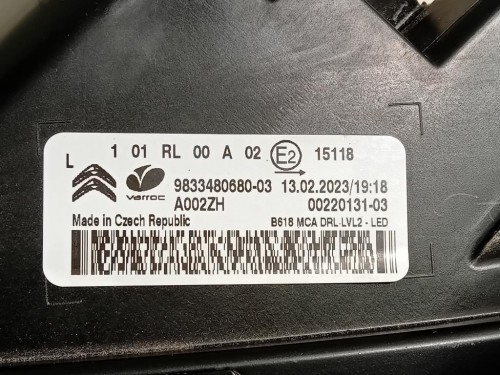 L 1 01 RL 00 A 02 E2 15118
varroc 9833480680-03 13.02.2023/19:18
A002ZH 00220131-03
Made in Czech Republic B618 MCA DRL-LVL2 - LED